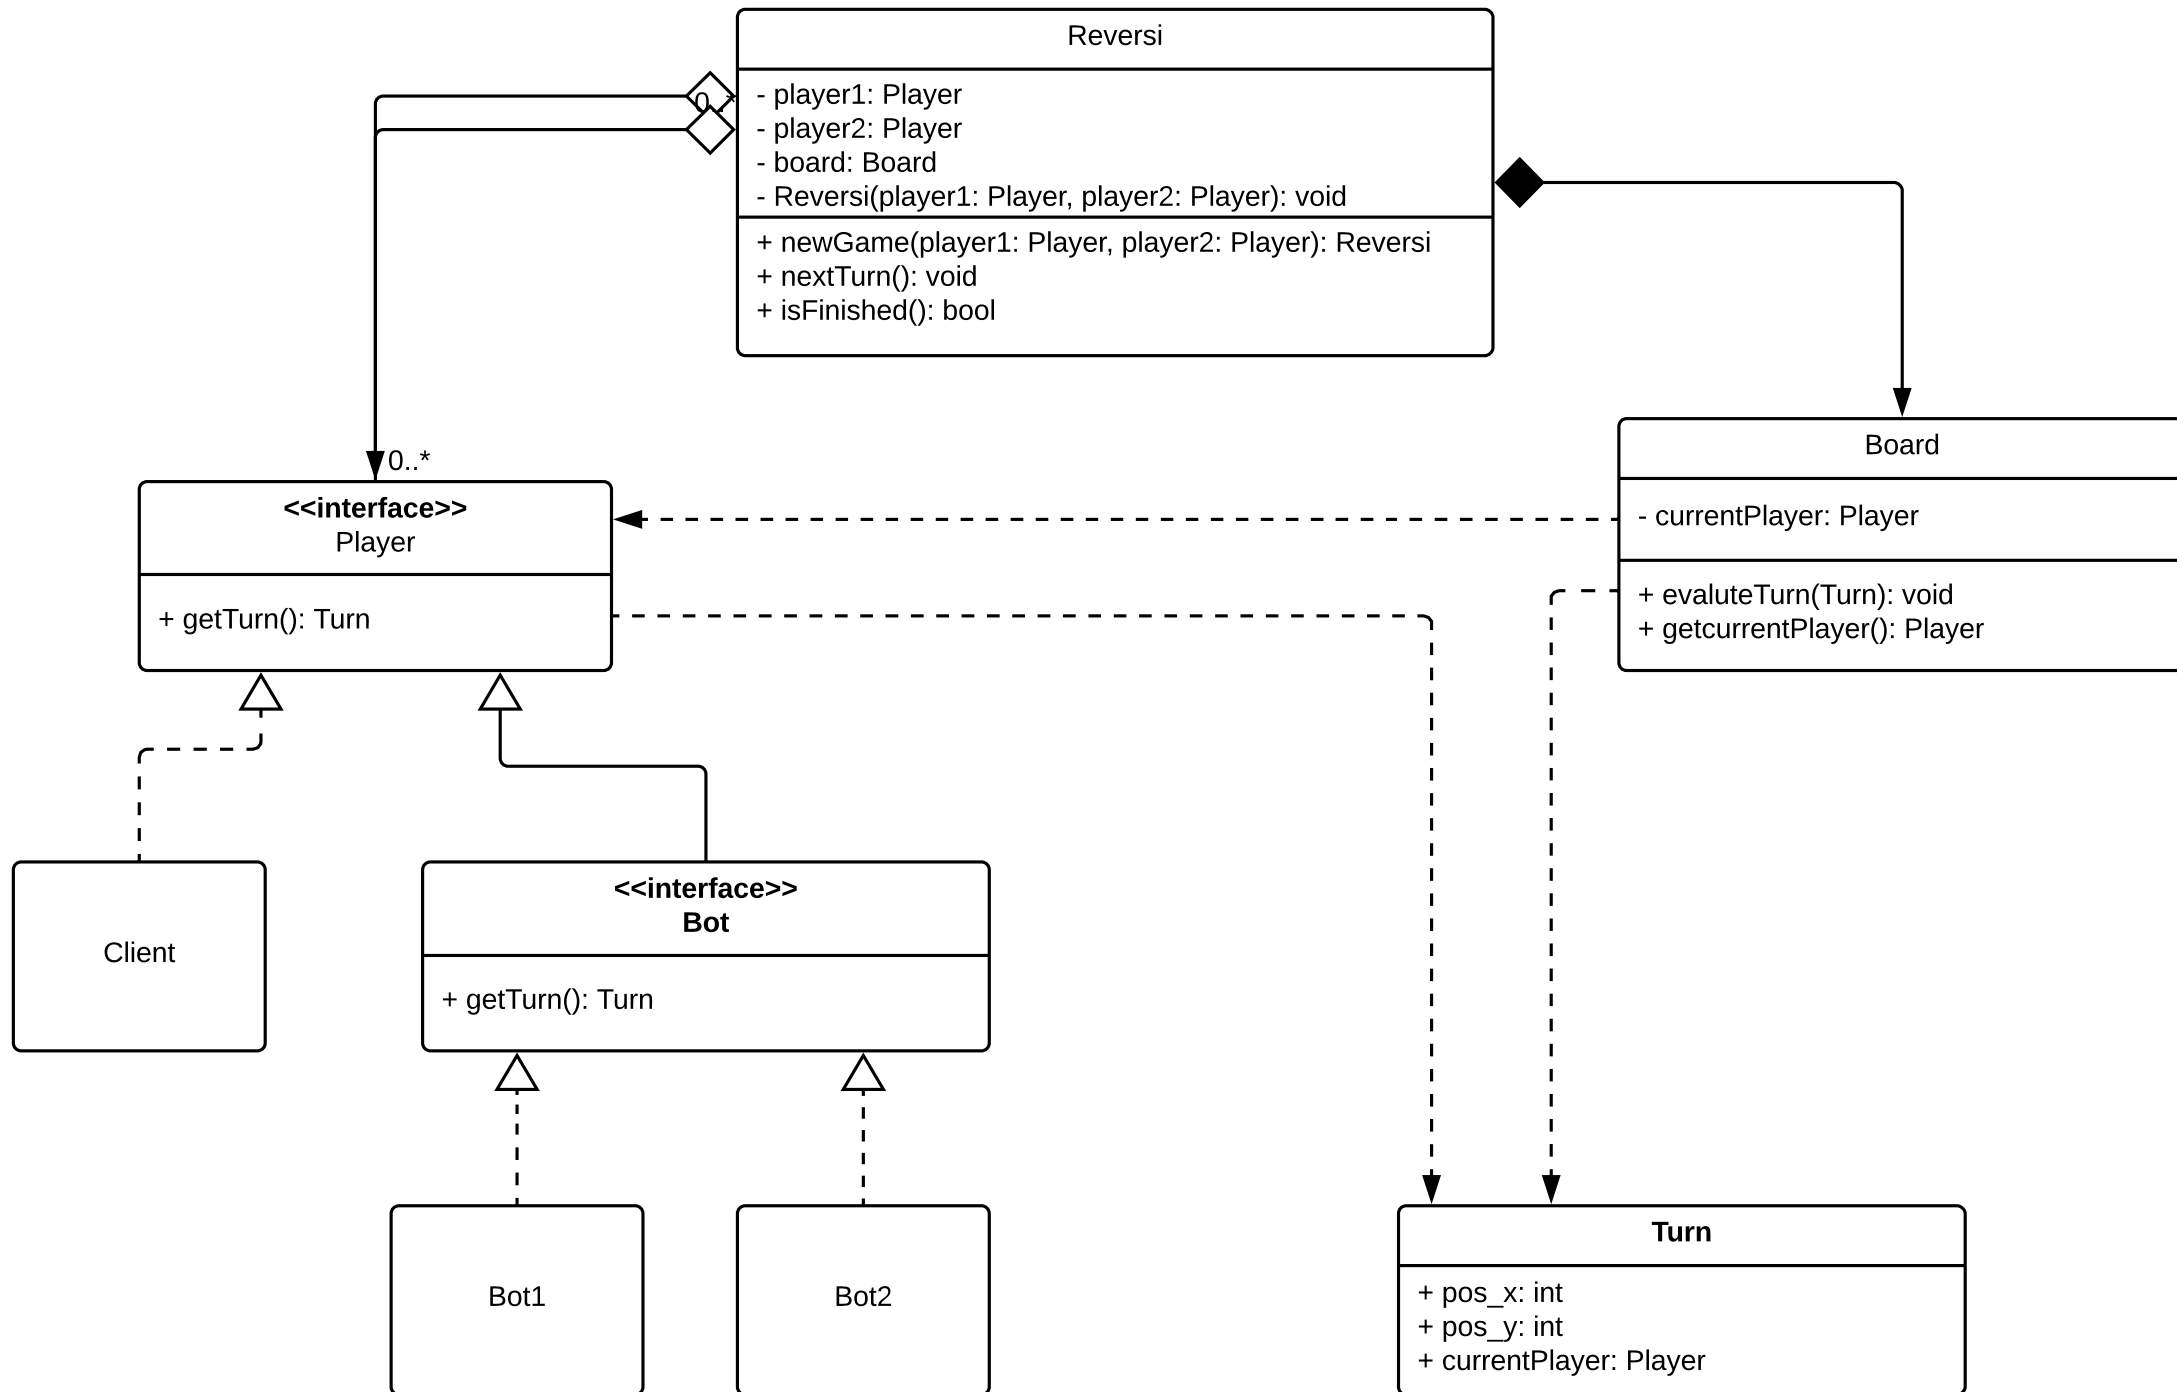 Reversi
- player1: Player
- player2: Player
- board: Board
- Reversi(player1: Player, player2: Player): void
+ newGame(player1: Player, player2: Player): Reversi
+ nextTurn(): void
+ isFinished(): bool
0..*
0..*
<<interface>>
Player
+ getTurn(): Turn
Board
- currentPlayer: Player
+ evaluteTurn(Turn): void
+ getcurrentPlayer(): Player
Client
<<interface>>
Bot
+ getTurn(): Turn
Bot1
Bot2
Turn
+ pos_x: int
+ pos_y: int
+ currentPlayer: Player